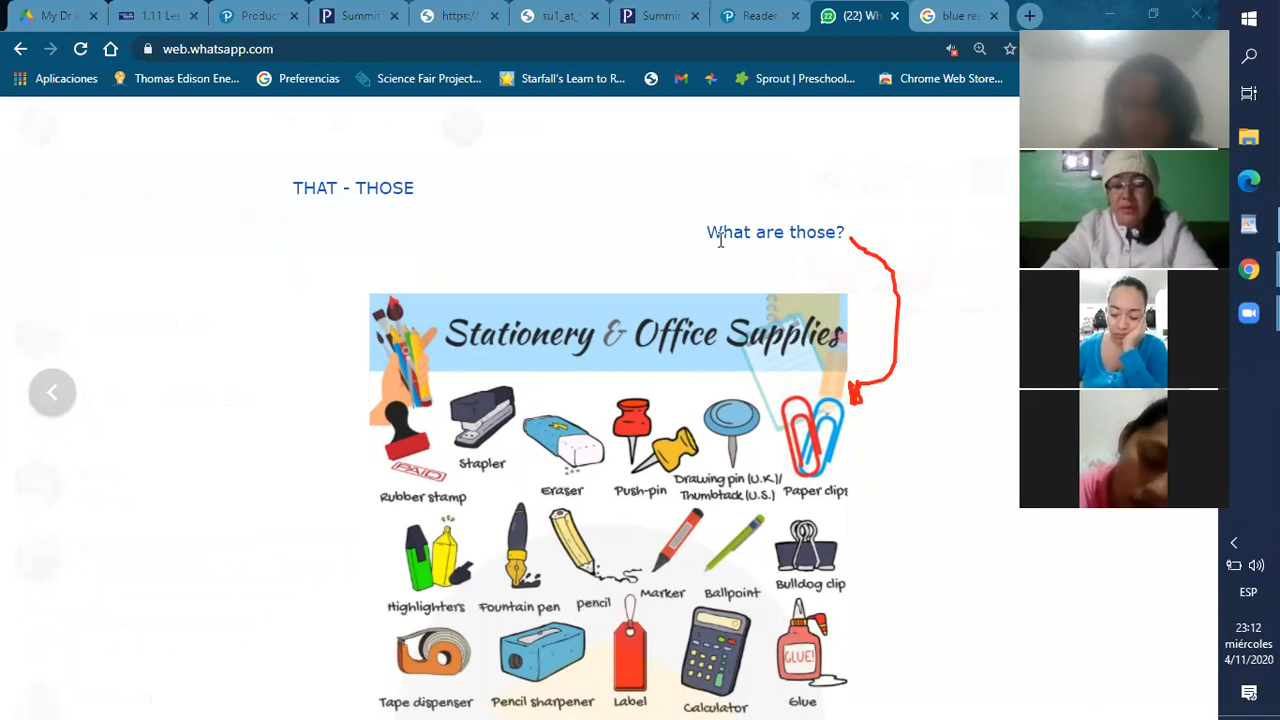 My Dr
1.11 Les
Product
Summit
https://
su1_at_
Summit
Reader
(22) Wh
blue re
web.whatsapp.com
Aplicaciones
Thomas Edison Ene...
Preferencias
Science Fair Project...
Starfall's Learn to R...
Sprout | Preschool...
Chrome Web Store...
THAT - THOSE
What are those?
Stationery & Office Supplies
PAID
Rubber stamp
Stapler
Eraser
Push-pin
Drawing pin (U.K.)/
Thumbtack (U.S.)
Paper clips
Highlighters
Fountain pen
pencil
Marker
Ballpoint
Bulldog clip
GLUE!
Tape dispenser
Pencil sharpener
Label
Calculator
Glue
ESP
23:12
miércoles
4/11/2020